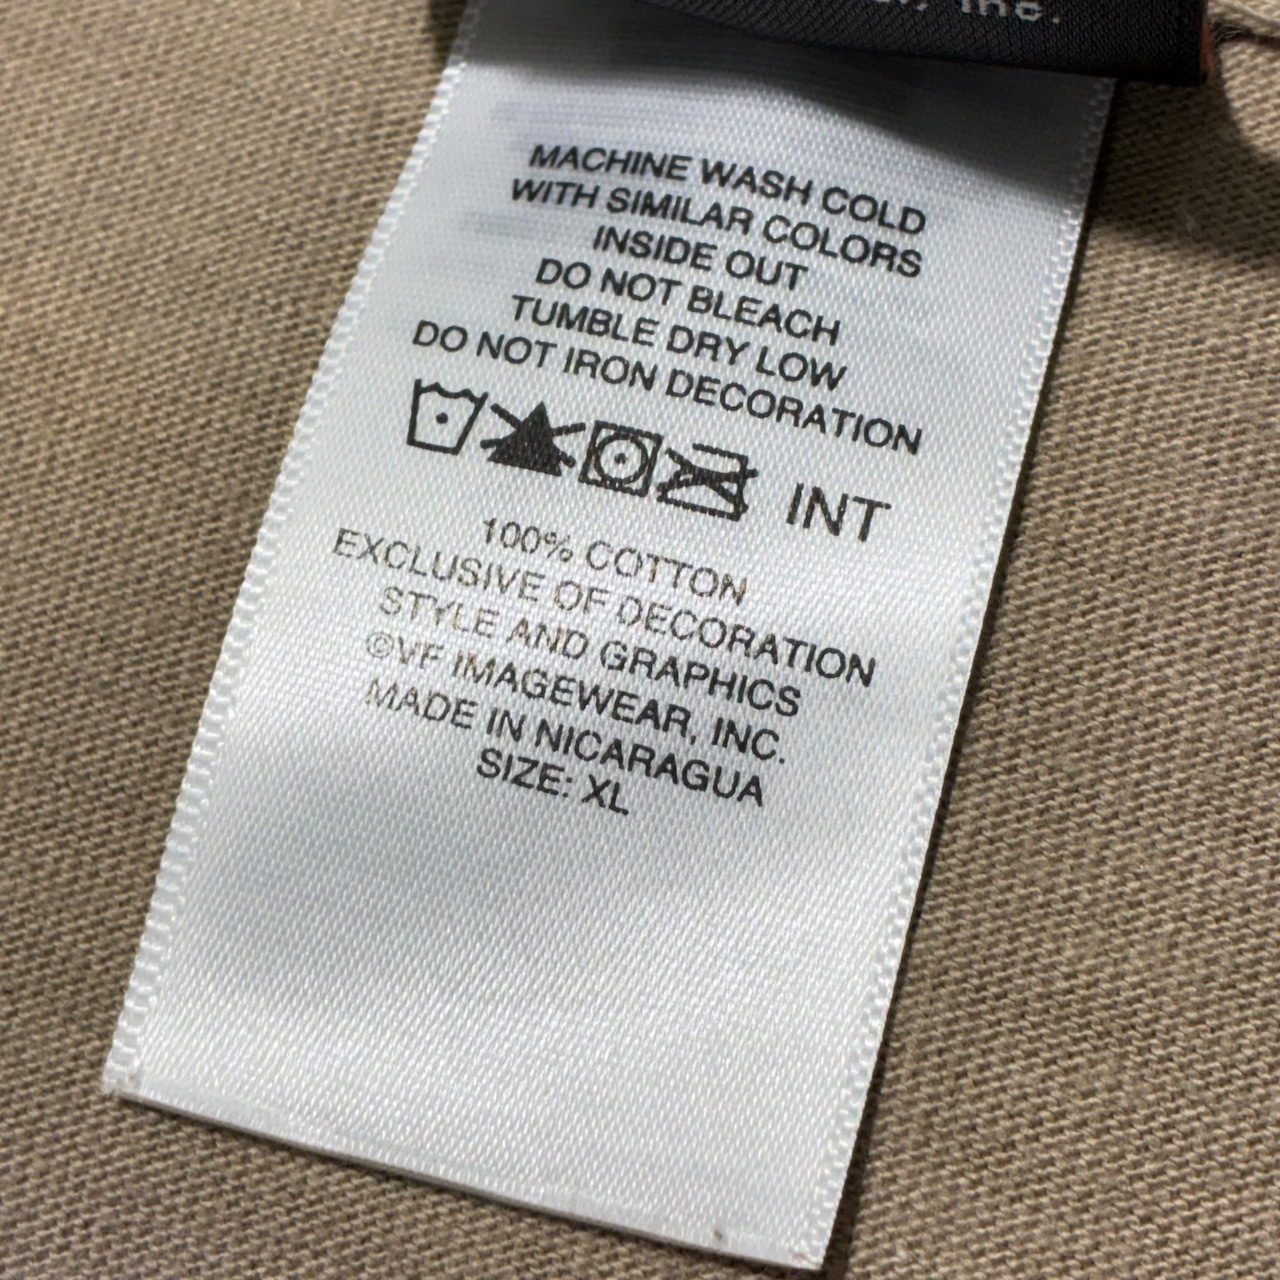 Inc.
MACHINE WASH COLD
WITH SIMILAR COLORS
INSIDE OUT
DO NOT BLEACH
TUMBLE DRY LOW
DO NOT IRON DECORATION
INT
100% COTTON
EXCLUSIVE OF DECORATION
STYLE AND GRAPHICS
©VF IMAGEWEAR, INC.
MADE IN NICARAGUA
SIZE: XL